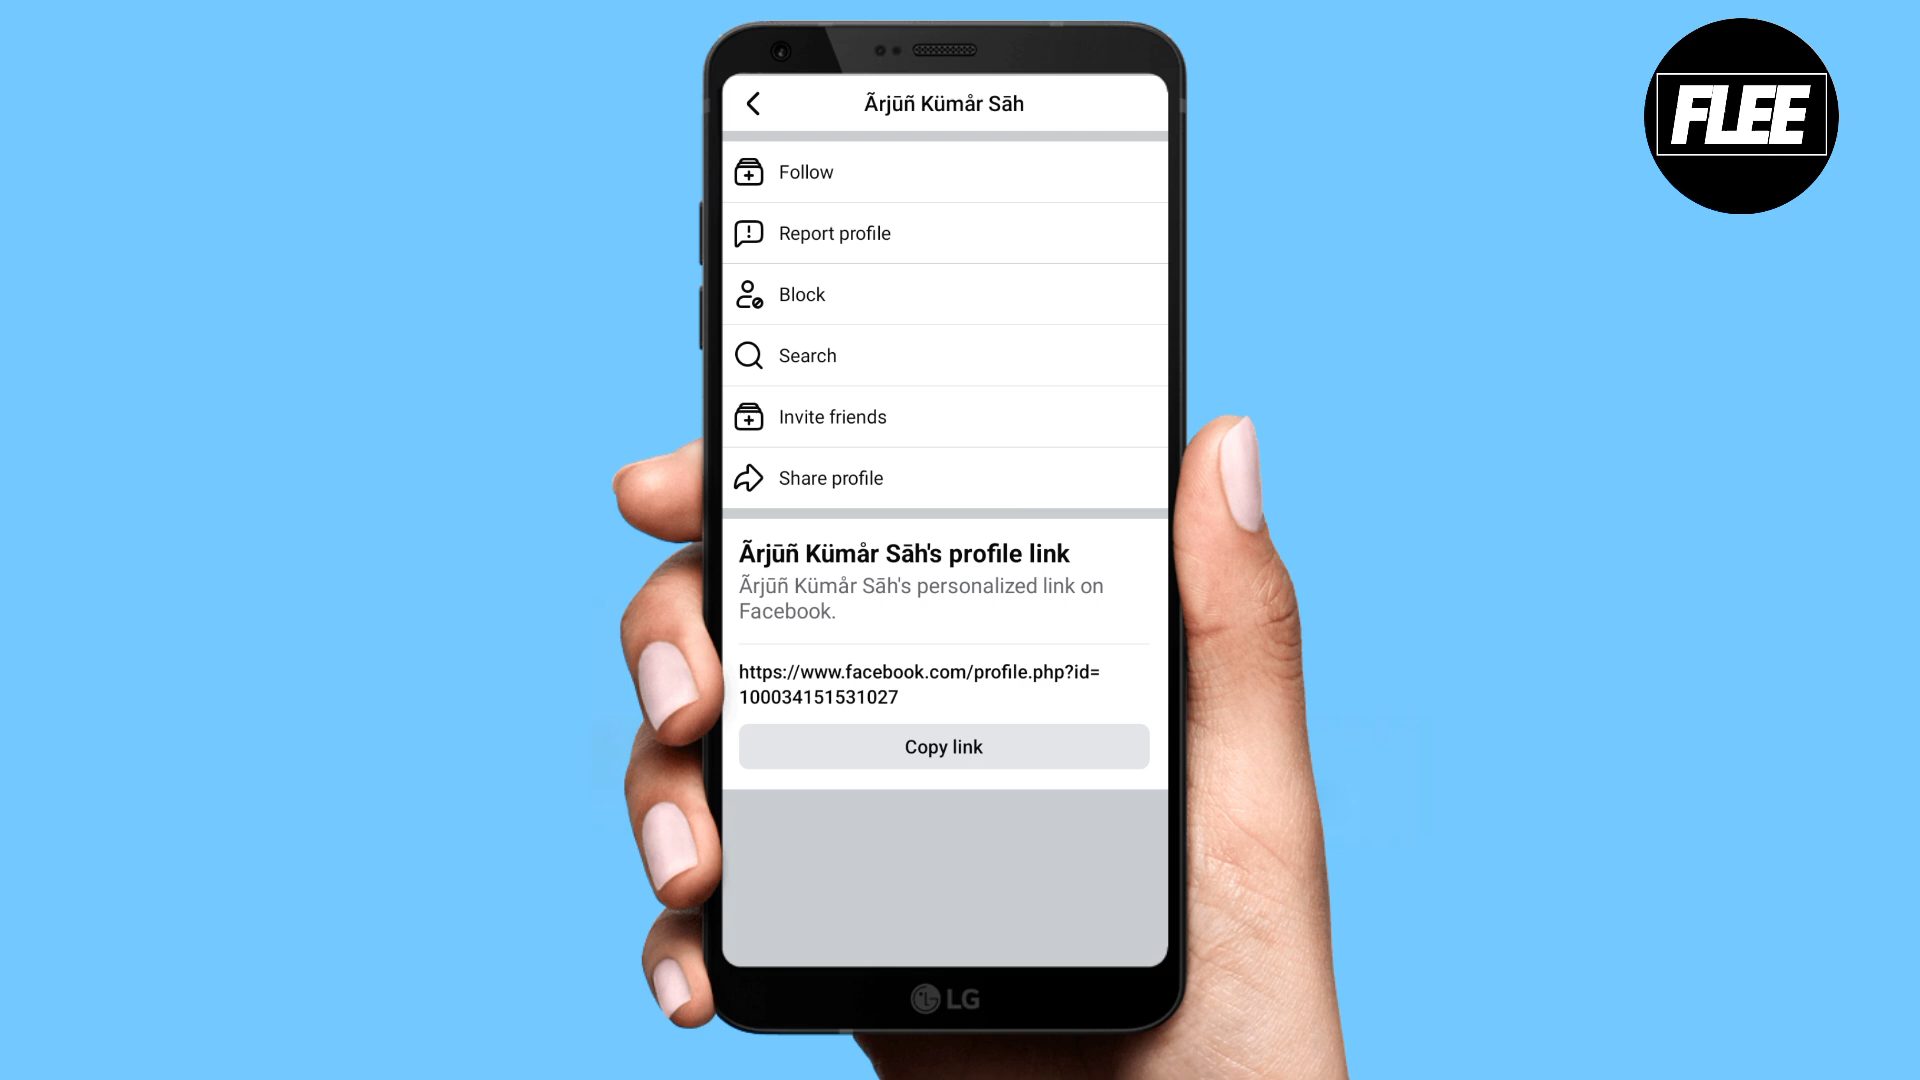 Ãrjūñ Kümår Sāh
FLEE
Follow
Report profile
Block
Search
Invite friends
Share profile
Ãrjūñ Kümår Sāh's profile link
Ãrjūñ Kümår Sāh's personalized link on
Facebook.
https://www.facebook.com/profile.php?id=
100034151531027
Copy link
LG